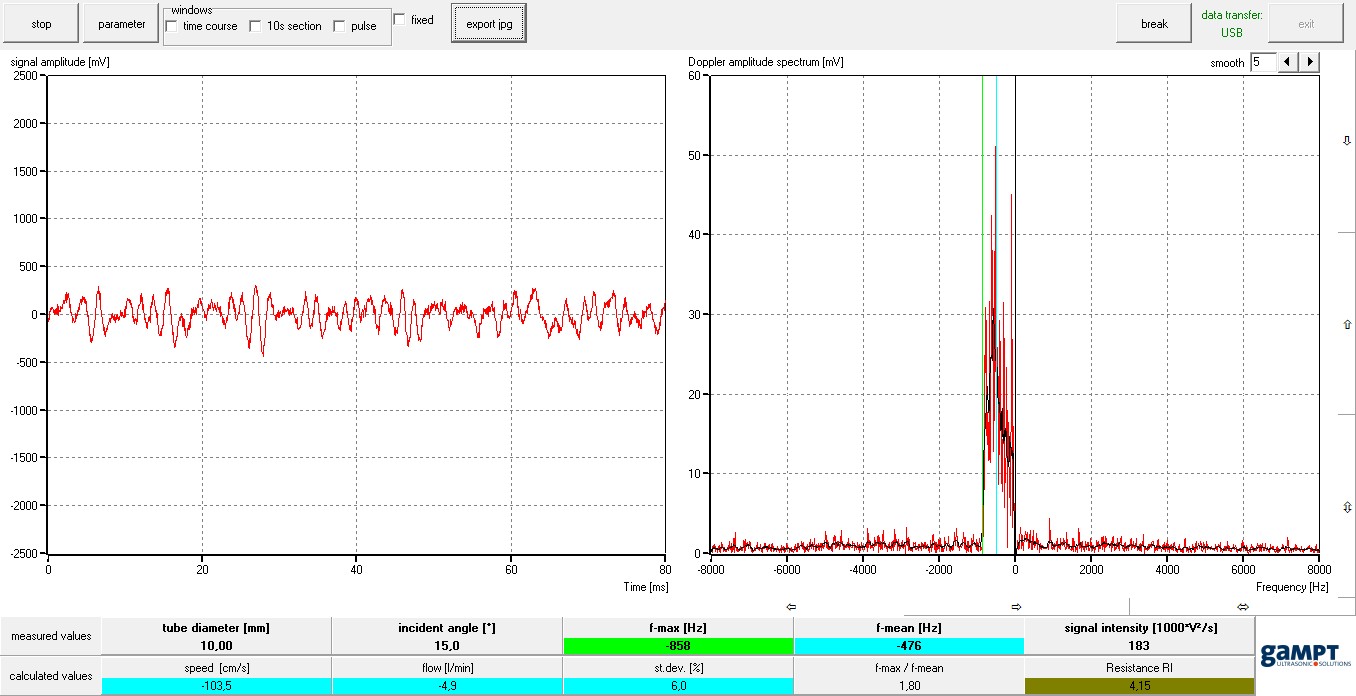 stop
parameter
windows
time course
10s section
pulse
fixed
export jpg
break
data transfer:
USB
exit
signal amplitude [mV]
2500
2000
1500
1000
500
0
-500
-1000
-1500
-2000
-2500
0 20 40 60 80
Time [ms]
Doppler amplitude spectrum [mV]
smooth 5
60
50
40
30
20
10
0
-8000 -6000 -4000 -2000 0 2000 4000 6000 8000
Frequency [Hz]
measured values
tube diameter [mm]
10,00
incident angle [°]
15,0
f-max [Hz]
-858
f-mean [Hz]
-476
signal intensity [1000*V²/s]
183
calculated values
speed [cm/s]
-103,5
flow [l/min]
-4,9
st.dev. [%]
6,0
f-max / f-mean
1,80
Resistance RI
4,15
gAMPT
ULTRASONIC SOLUTIONS